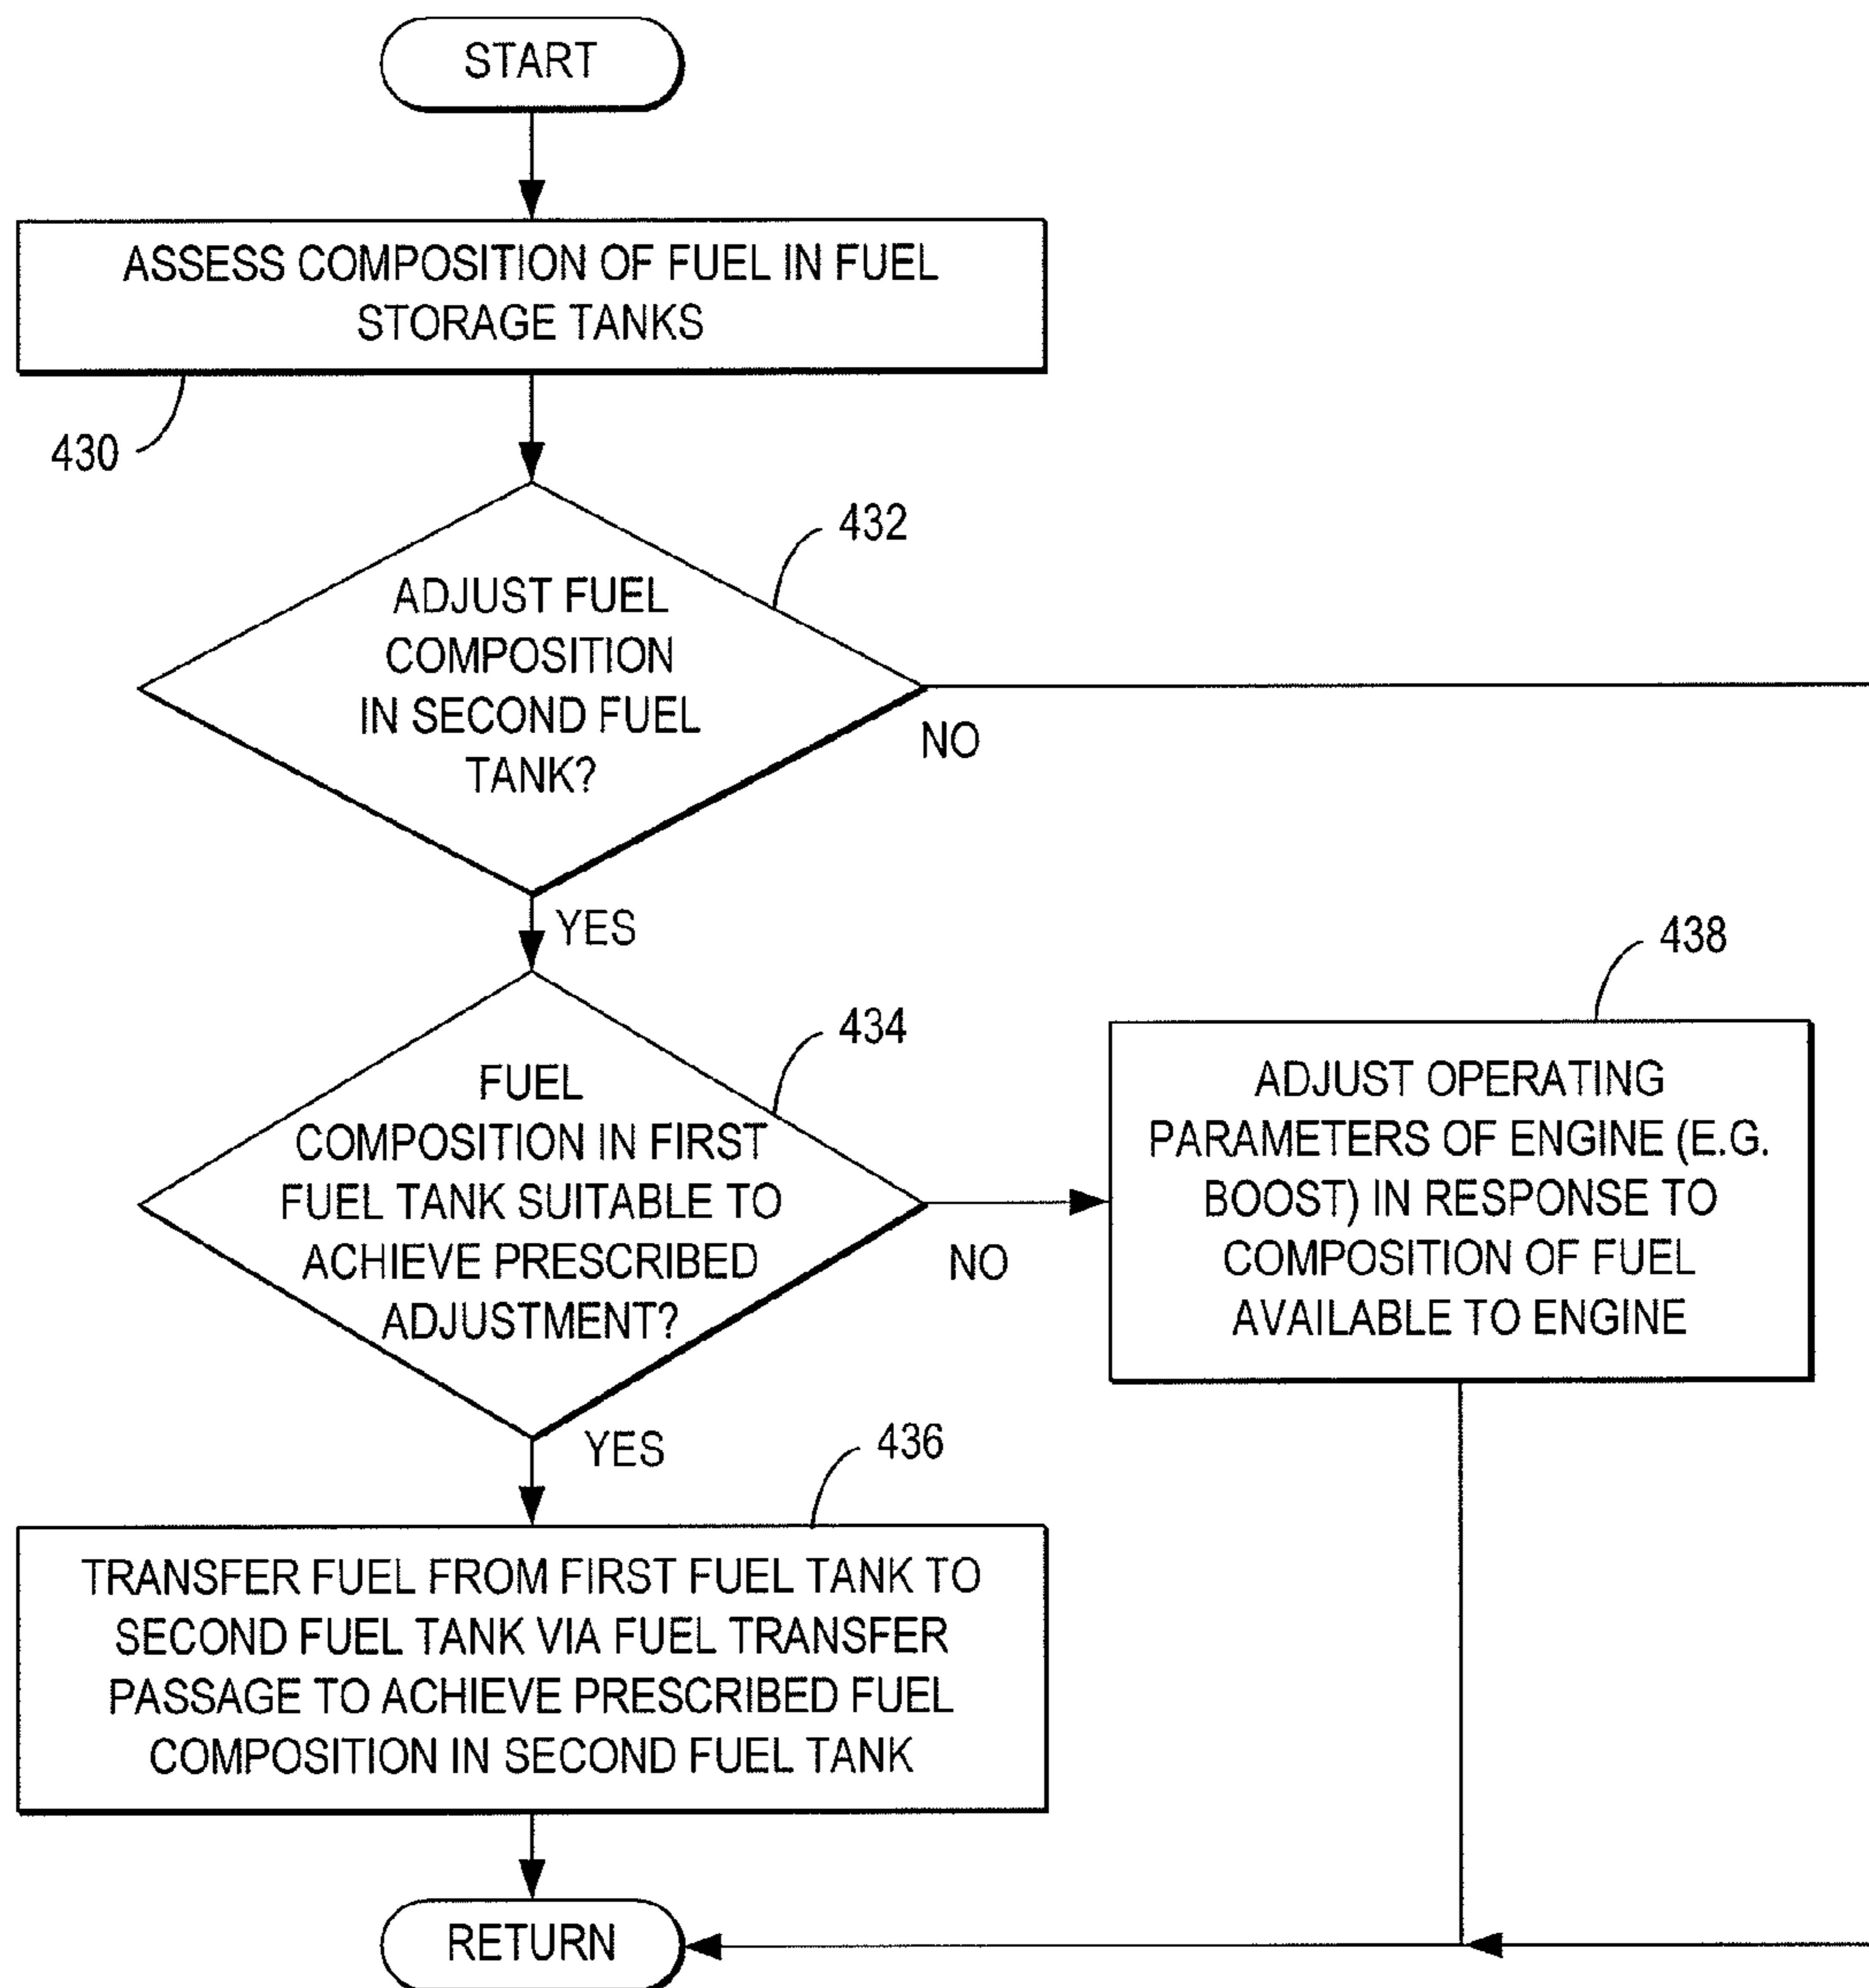 START
ASSESS COMPOSITION OF FUEL IN FUEL
STORAGE TANKS
430
432
ADJUST FUEL
COMPOSITION
IN SECOND FUEL
TANK?
NO
YES
434
FUEL
COMPOSITION IN FIRST
FUEL TANK SUITABLE TO
ACHIEVE PRESCRIBED
ADJUSTMENT?
NO
438
ADJUST OPERATING
PARAMETERS OF ENGINE (E.G.
BOOST) IN RESPONSE TO
COMPOSITION OF FUEL
AVAILABLE TO ENGINE
YES
436
TRANSFER FUEL FROM FIRST FUEL TANK TO
SECOND FUEL TANK VIA FUEL TRANSFER
PASSAGE TO ACHIEVE PRESCRIBED FUEL
COMPOSITION IN SECOND FUEL TANK
RETURN